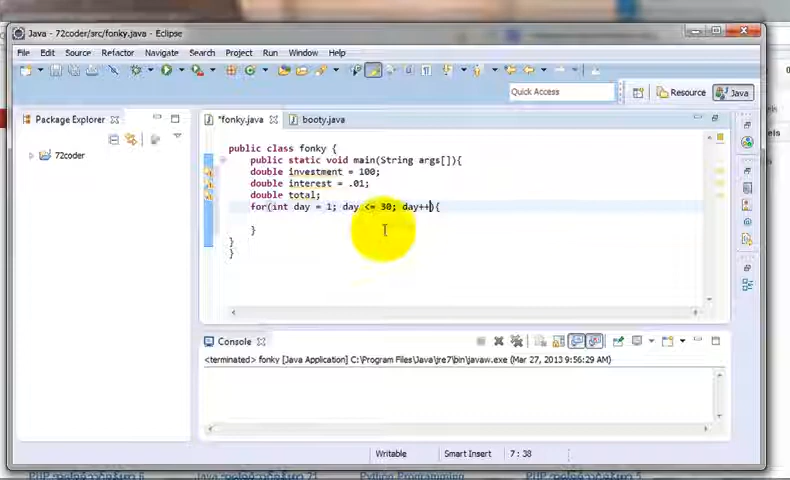 Java - 72coder/src/fonky.java - Eclipse
File Edit Source Refactor Navigate Search Project Run Window Help
Quick Access Resource Java
Package Explorer *fonky.java booty.java
72coder
public class fonky {
public static void main(String args[]){
double investment = 100;
double interest = .01;
double total;
for(int day = 1; day <= 30; day++){
}
}
}
Console
<terminated> fonky [Java Application] C:\Program Files\Java\jre7\bin\javaw.exe (Mar 27, 2013 9:56:29 AM)
Writable Smart Insert 7 : 38